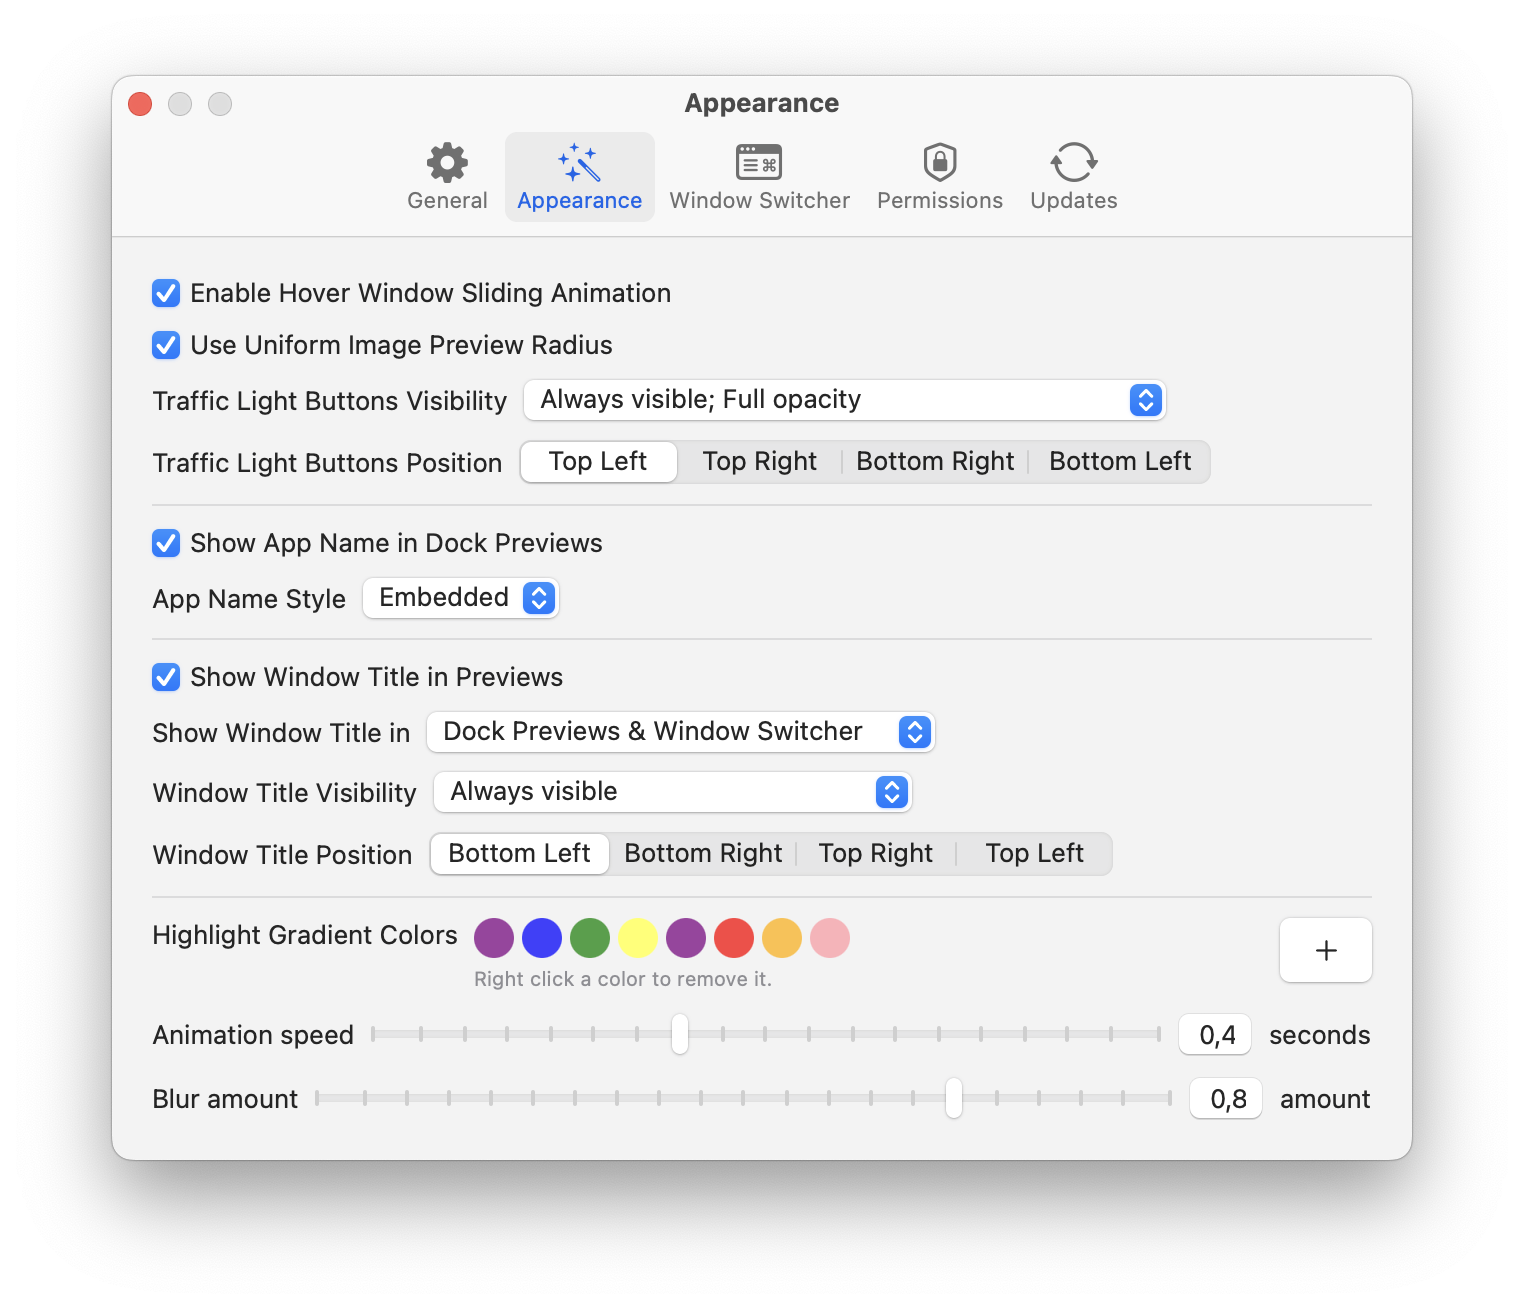 Appearance
General Appearance Window Switcher Permissions Updates
Enable Hover Window Sliding Animation
Use Uniform Image Preview Radius
Traffic Light Buttons Visibility Always visible; Full opacity
Traffic Light Buttons Position Top Left Top Right Bottom Right Bottom Left
Show App Name in Dock Previews
App Name Style Embedded
Show Window Title in Previews
Show Window Title in Dock Previews & Window Switcher
Window Title Visibility Always visible
Window Title Position Bottom Left Bottom Right Top Right Top Left
Highlight Gradient Colors +
Right click a color to remove it.
Animation speed 0,4 seconds
Blur amount 0,8 amount